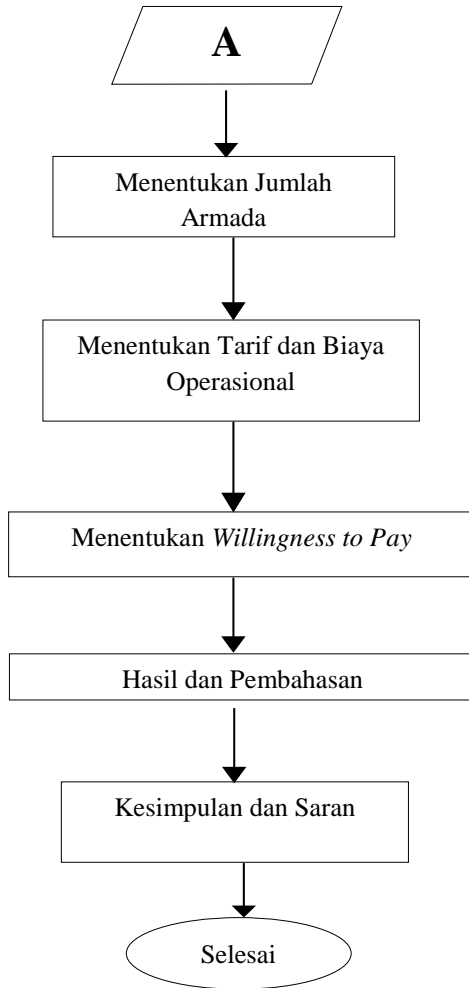 A
Menentukan Jumlah
Armada
Menentukan Tarif dan Biaya
Operasional
Menentukan Willingness to Pay
Hasil dan Pembahasan
Kesimpulan dan Saran
Selesai